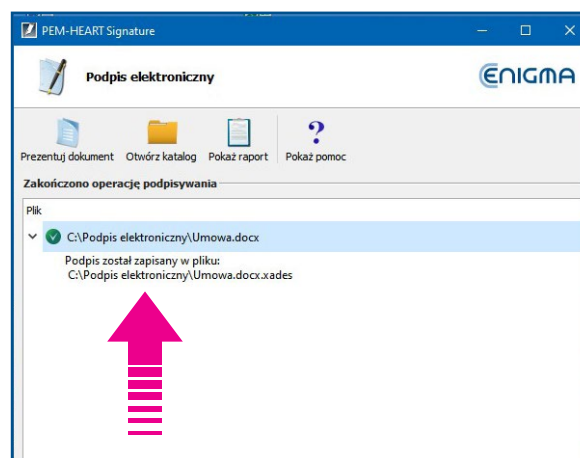 PEM-HEART Signature
Podpis elektroniczny
ENIGMA
Prezentuj dokument Otwórz katalog Pokaż raport Pokaż pomoc
Zakończono operację podpisywania
Plik
C:\Podpis elektroniczny\Umowa.docx
Podpis został zapisany w pliku:
C:\Podpis elektroniczny\Umowa.docx.xades